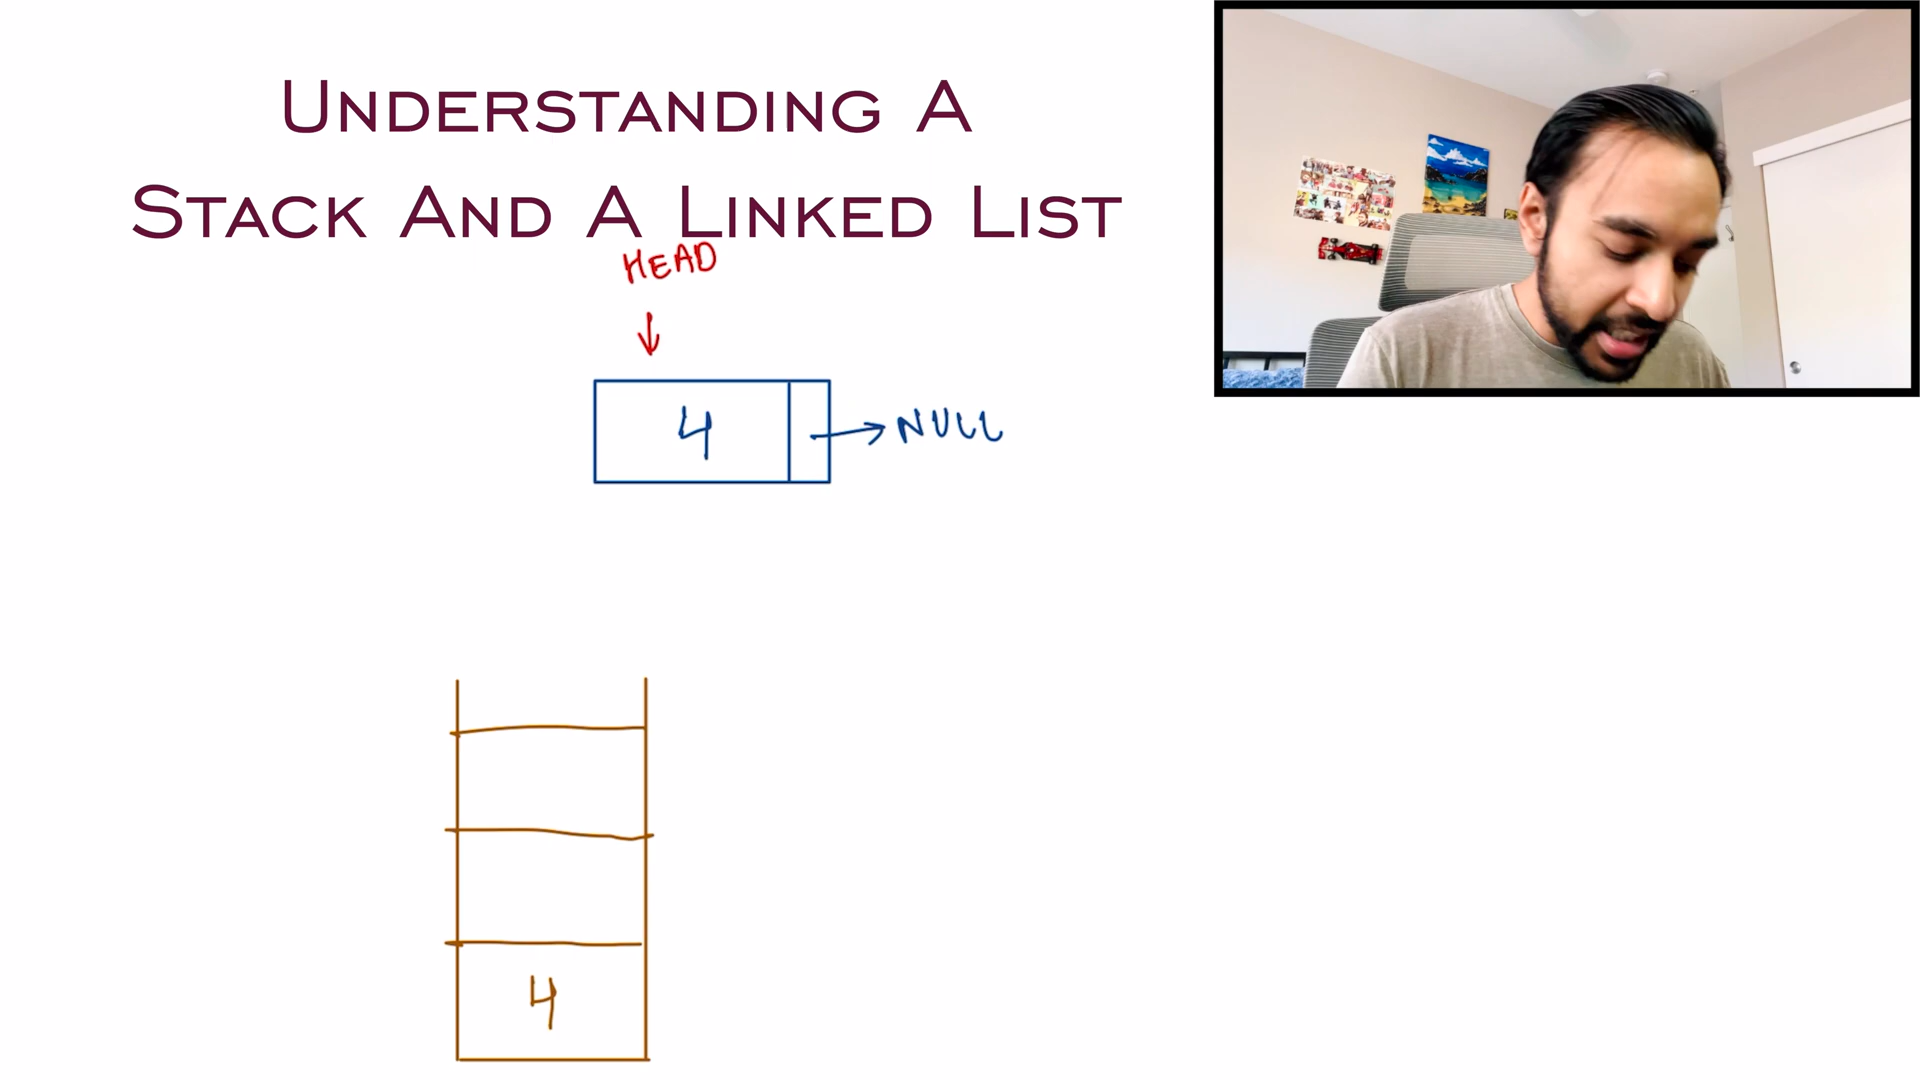 UNDERSTANDING A
STACK AND A LINKED LIST
HEAD
4
NULL
4